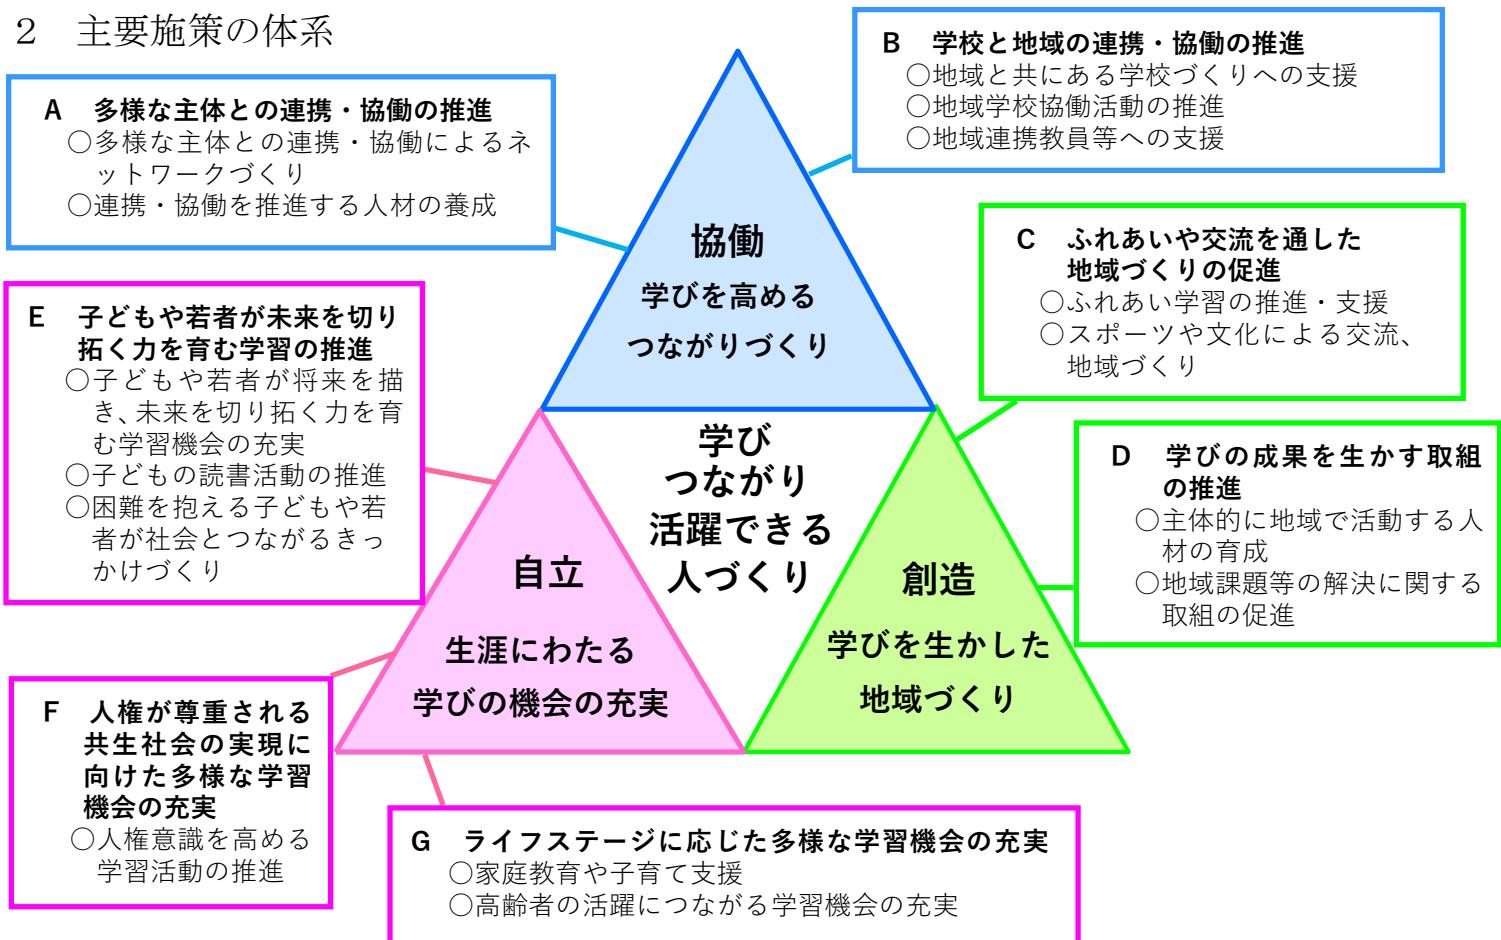 ２　主要施策の体系
A　多様な主体との連携・協働の推進
○多様な主体との連携・協働によるネ
ットワークづくり
○連携・協働を推進する人材の養成
B　学校と地域の連携・協働の推進
○地域と共にある学校づくりへの支援
○地域学校協働活動の推進
○地域連携教員等への支援
協働
学びを高める
つながりづくり
C　ふれあいや交流を通した
地域づくりの促進
○ふれあい学習の推進・支援
○スポーツや文化による交流、
地域づくり
E　子どもや若者が未来を切り
拓く力を育む学習の推進
○子どもや若者が将来を描
き、未来を切り拓く力を育
む学習機会の充実
○子どもの読書活動の推進
○困難を抱える子どもや若
者が社会とつながるきっ
かけづくり
学び
つながり
活躍できる
人づくり
D　学びの成果を生かす取組
の推進
○主体的に地域で活動する人
材の育成
○地域課題等の解決に関する
取組の促進
自立
生涯にわたる
学びの機会の充実
創造
学びを生かした
地域づくり
F　人権が尊重される
共生社会の実現に
向けた多様な学習
機会の充実
○人権意識を高める
学習活動の推進
G　ライフステージに応じた多様な学習機会の充実
○家庭教育や子育て支援
○高齢者の活躍につながる学習機会の充実